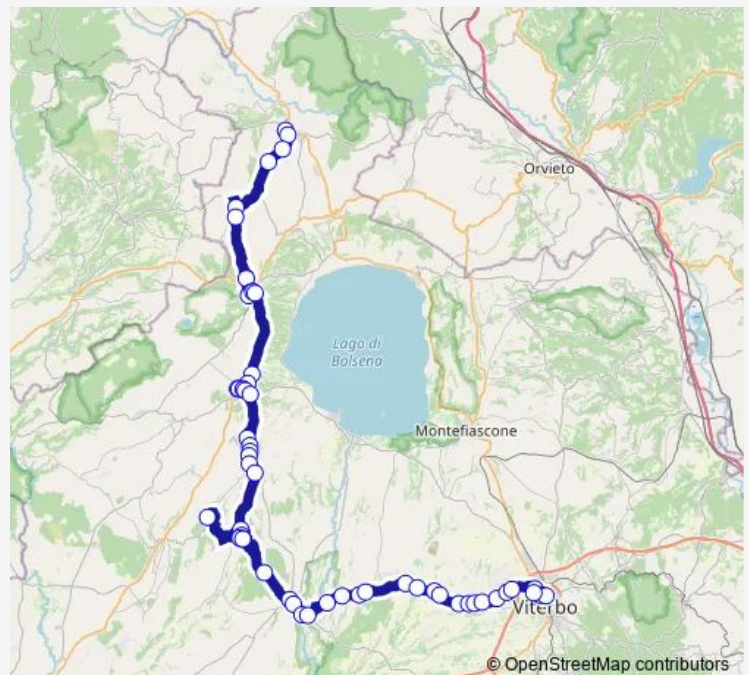 Orvieto
Lago di
Bolsena
Montefiascone
Viterbo
© OpenStreetMap contributors